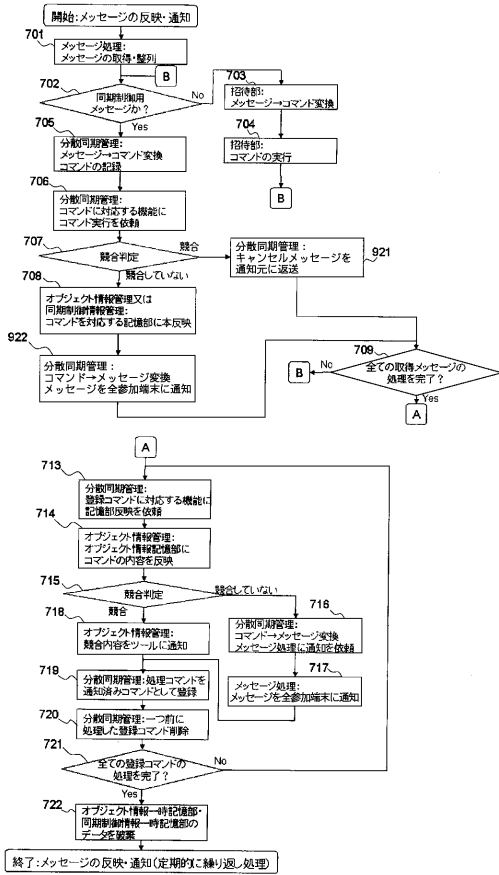 開始:メッセージの反映・通知
701
メッセージ処理:
メッセージの取得・整列
B
702
同期制御用
メッセージか?
No
Yes
703
招待部:
メッセージ→コマンド変換
704
招待部:
コマンドの実行
B
705
分散同期管理:
メッセージ→コマンド変換
コマンドの記録
706
分散同期管理:
コマンドに対応する機能に
コマンド実行を依頼
707
競合判定
競合
競合していない
分散同期管理:
キャンセルメッセージを
通知元に返送
921
708
オブジェクト情報管理又は
同期制御情報管理:
コマンドを対応する記憶部に本反映
922
分散同期管理:
コマンド→メッセージ変換
メッセージを全参加端末に通知
709
全ての取得メッセージの
処理を完了?
No
B
Yes
A
A
713
分散同期管理:
登録コマンドに対応する機能に
記憶部反映を依頼
714
オブジェクト情報管理:
オブジェクト情報記憶部に
コマンドの内容を反映
715
競合判定
競合していない
競合
716
分散同期管理:
コマンド→メッセージ変換
メッセージ処理に通知を依頼
717
メッセージ処理:
メッセージを全参加端末に通知
718
オブジェクト情報管理:
競合内容をツールに通知
719
分散同期管理:処理コマンドを
通知済みコマンドとして登録
720
分散同期管理:一つ前に
処理した登録コマンド削除
721
全ての登録コマンドの
処理を完了?
No
Yes
722
オブジェクト情報一時記憶部・
同期制御情報一時記憶部の
データを破棄
終了:メッセージの反映・通知(定期的に繰り返し処理)